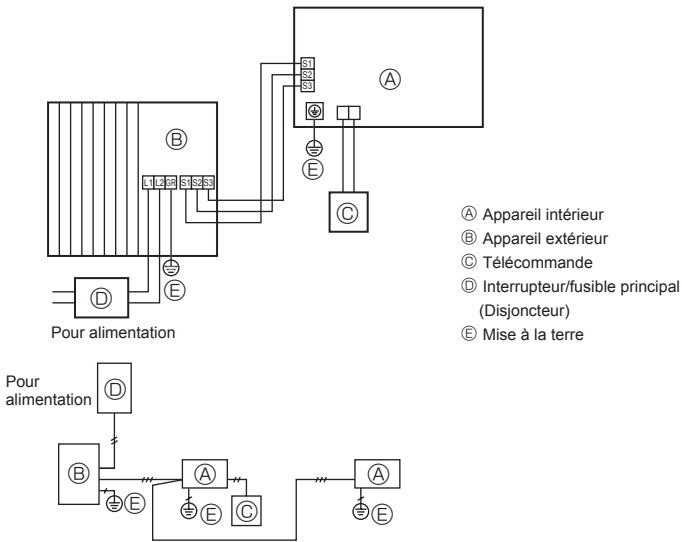 S1
S2
S3
Ⓐ
Ⓑ
L1 L2 GR S1 S2 S3
Ⓔ
Ⓒ
Ⓔ
Ⓓ
Pour alimentation
Ⓐ Appareil intérieur
Ⓑ Appareil extérieur
Ⓒ Télécommande
Ⓓ Interrupteur/fusible principal
(Disjoncteur)
Ⓔ Mise à la terre
Pour
alimentation
Ⓓ
Ⓑ
Ⓐ
Ⓐ
Ⓔ
Ⓔ
Ⓒ
Ⓔ